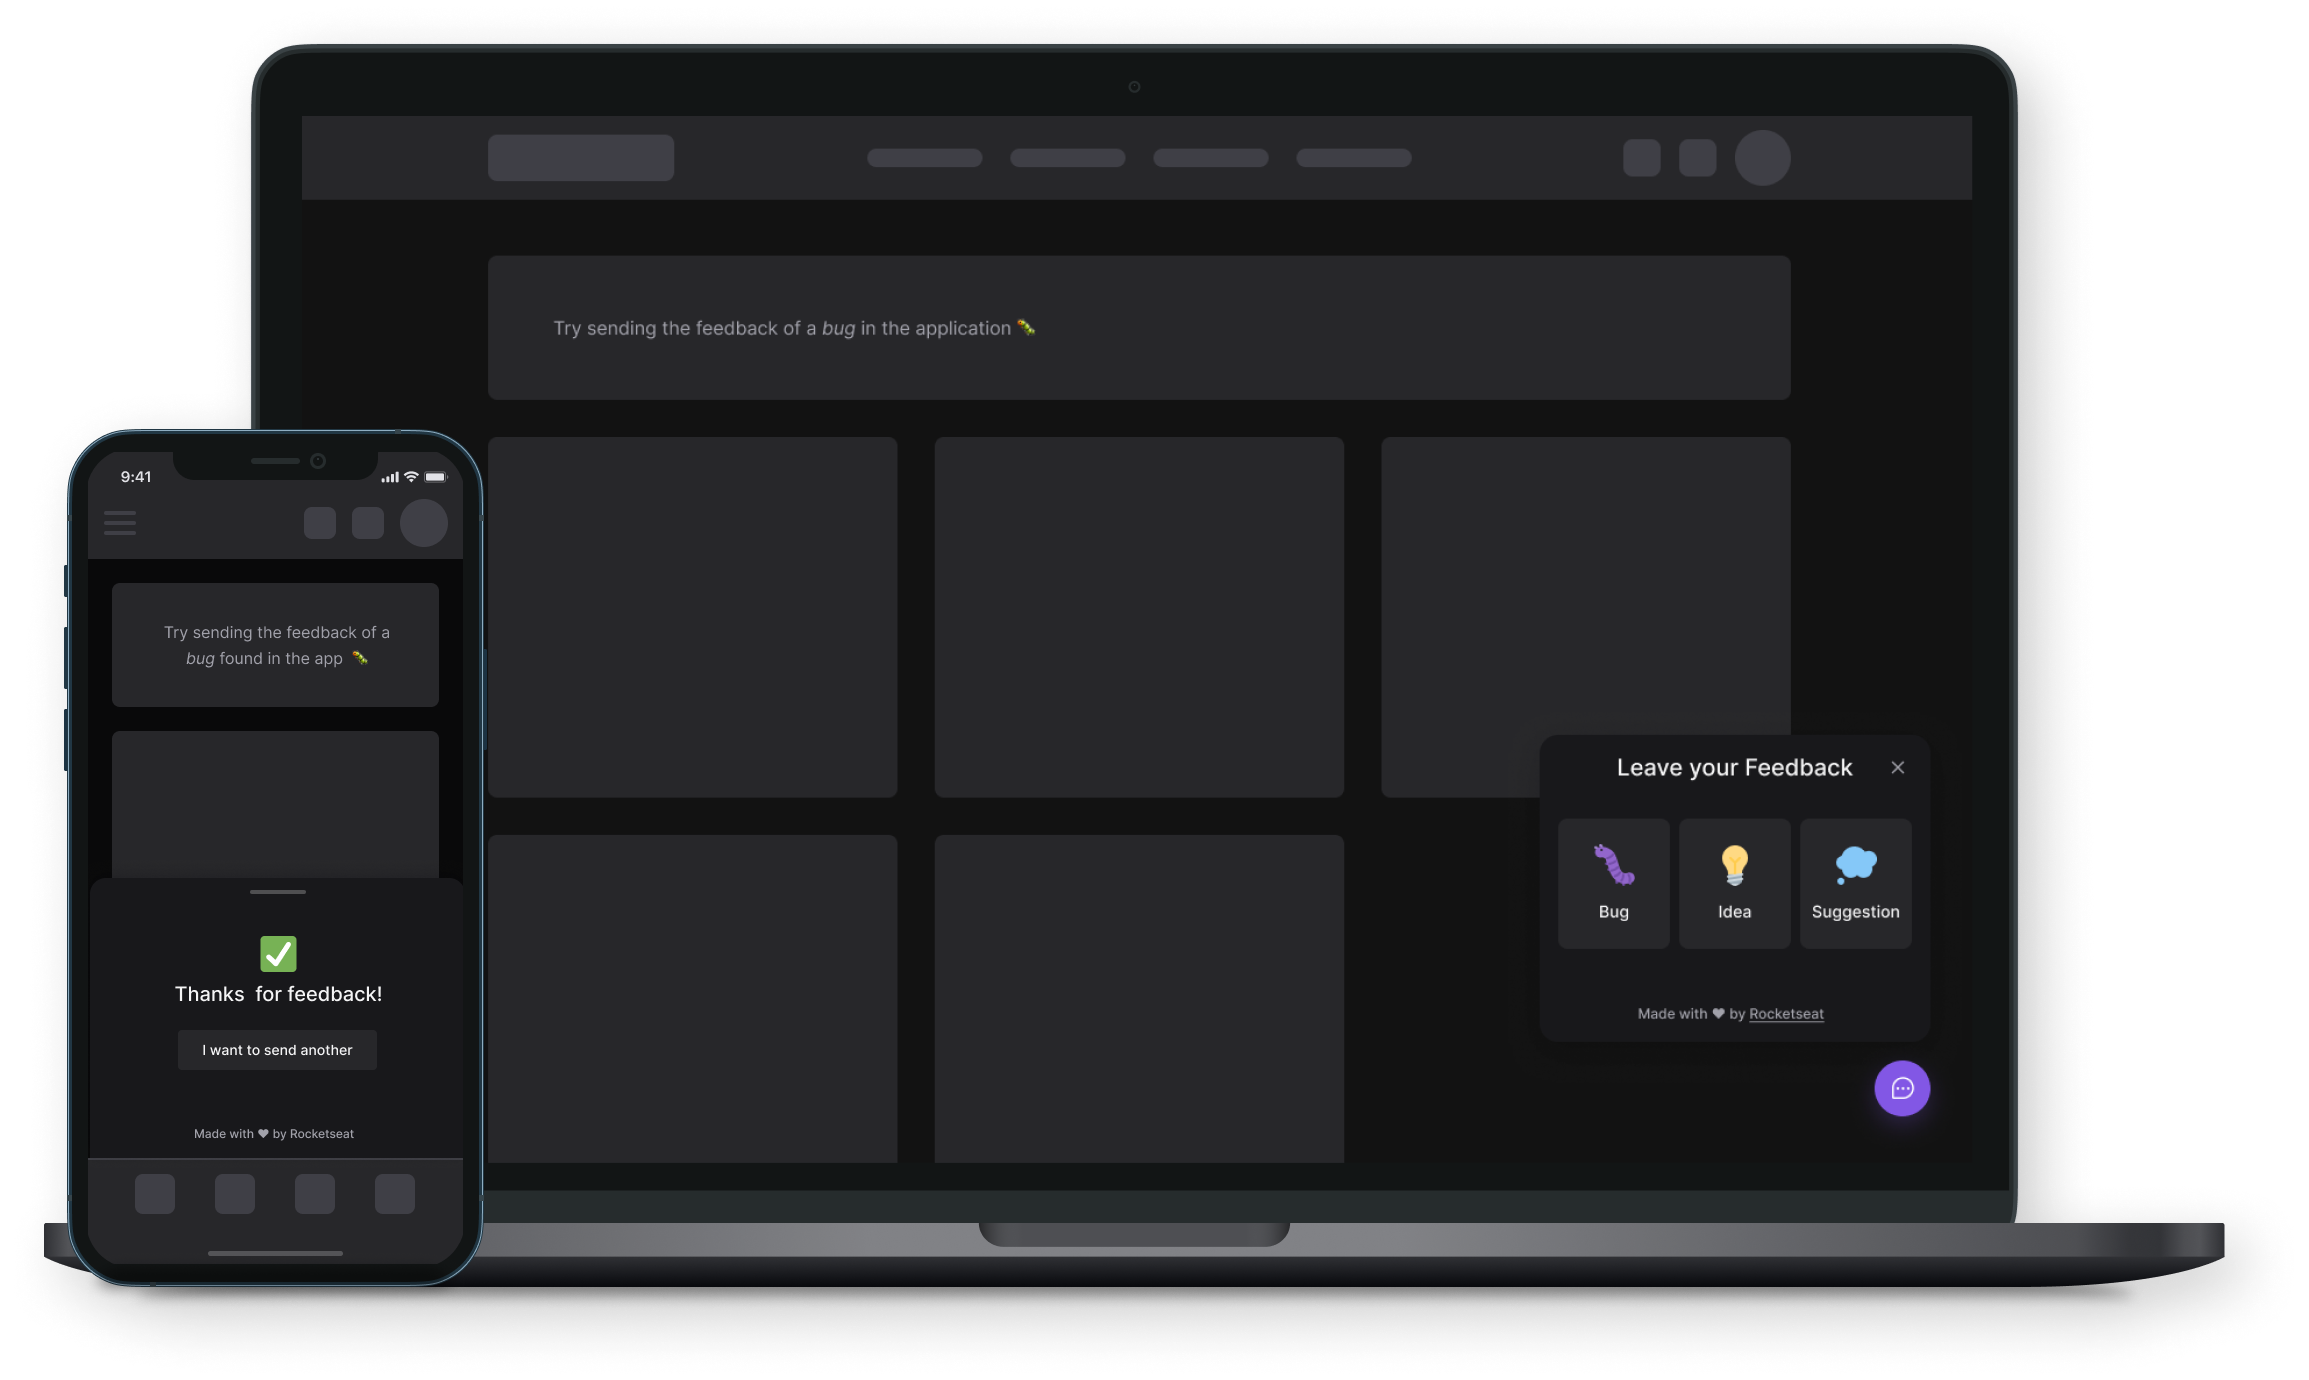 Try sending the feedback of a bug in the application 🐛
Leave your Feedback
Bug
Idea
Suggestion
Made with ♥ by Rocketseat
9:41
Try sending the feedback of a
bug found in the app 🐛
Thanks  for feedback!
I want to send another
Made with ♥ by Rocketseat